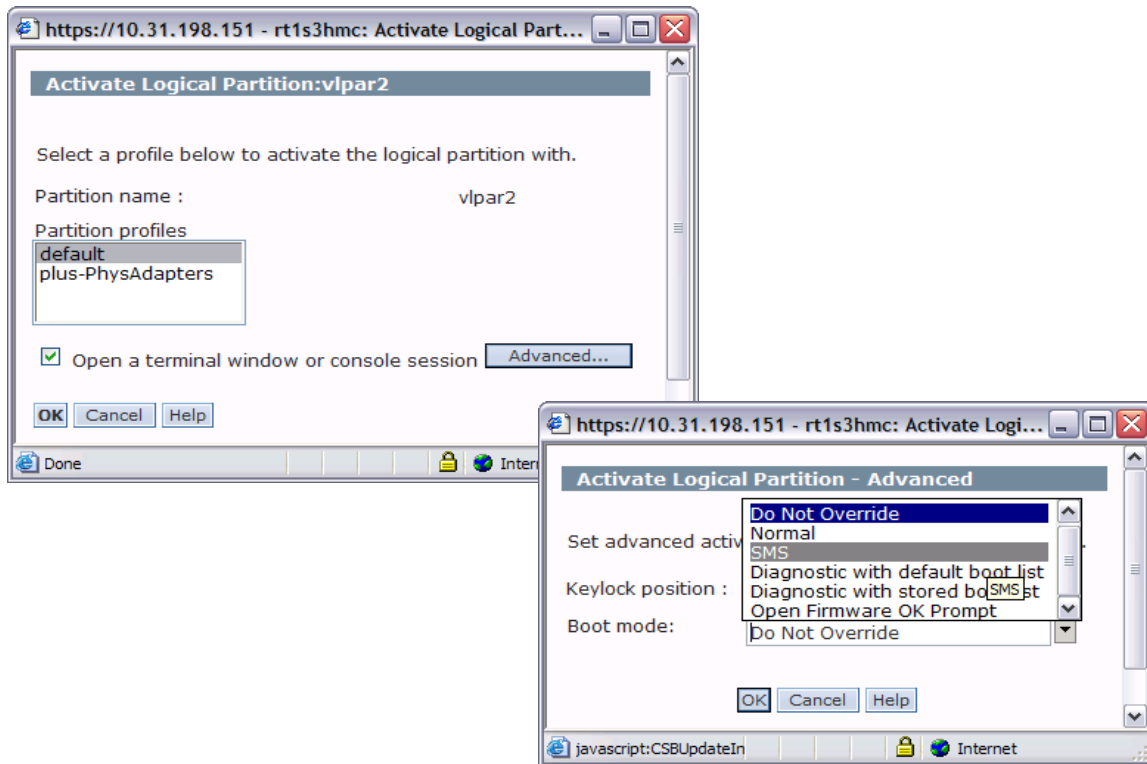 https://10.31.198.151 - rt1s3hmc: Activate Logical Part...
Activate Logical Partition:vlpar2
Select a profile below to activate the logical partition with.
Partition name :
vlpar2
Partition profiles
default
plus-PhysAdapters
Open a terminal window or console session
Advanced...
OK
Cancel
Help
Done
https://10.31.198.151 - rt1s3hmc: Activate Logi...
Activate Logical Partition - Advanced
Set advanced
Do Not Override
Normal
SMS
Diagnostic with default boot list
Diagnostic with stored
SMS
Open Firmware OK Prompt
Keylock position :
Boot mode:
Do Not Override
OK
Cancel
Help
javascript:CSBUpdateIn
Internet